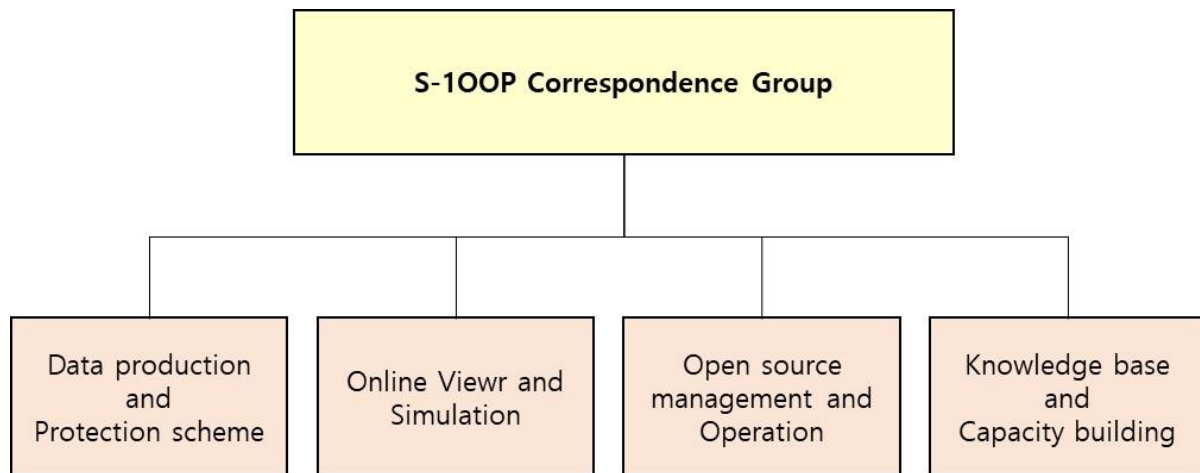 S-1OOP Correspondence Group
Data production
and
Protection scheme
Online Viewr and
Simulation
Open source
management and
Operation
Knowledge base
and
Capacity building